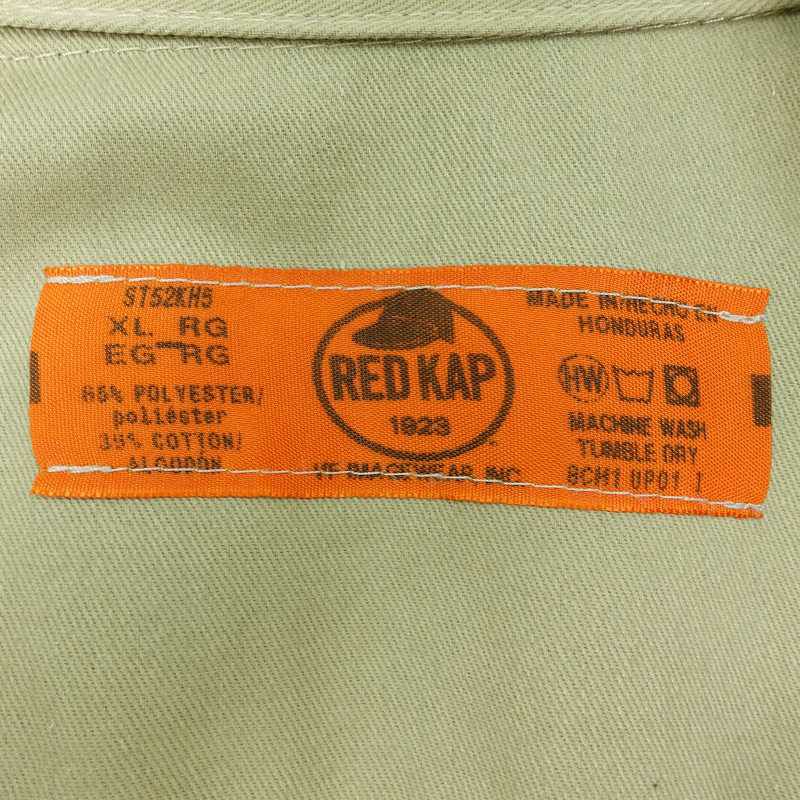 ST52KH5
XL RG
EG RG
65% POLYESTER/
poliéster
35% COTTON/
ALGODÓN
RED KAP
1923
VF IMAGEWEAR, INC.
MADE IN/HECHO EN
HONDURAS
HW
MACHINE WASH
TUMBLE DRY
UP01 1